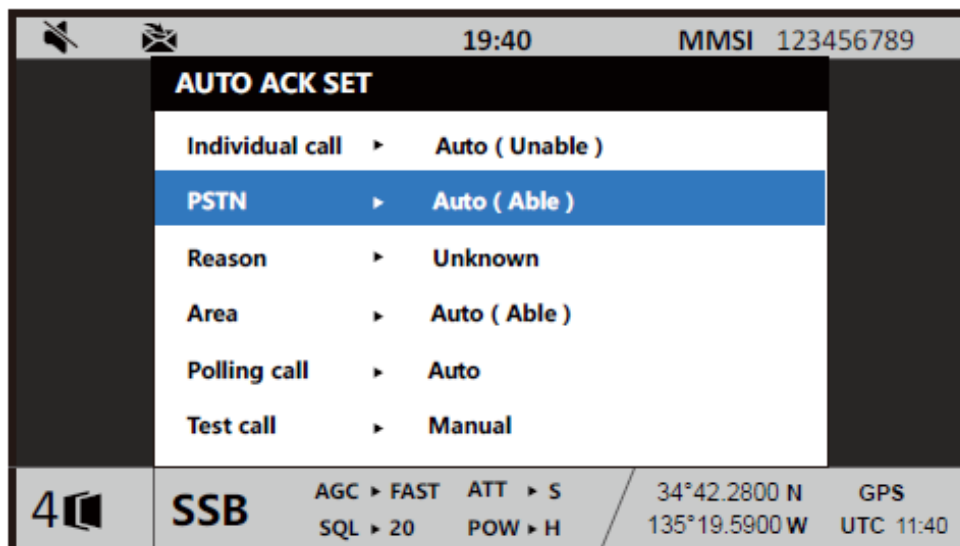 19:40 MMSI 123456789
AUTO ACK SET
Individual call ▸ Auto ( Unable )
PSTN ▸ Auto ( Able )
Reason ▸ Unknown
Area ▸ Auto ( Able )
Polling call ▸ Auto
Test call ▸ Manual
4 SSB
AGC ▸ FAST ATT ▸ S
SQL ▸ 20 POW ▸ H
34°42.2800 N GPS
135°19.5900 W UTC 11:40